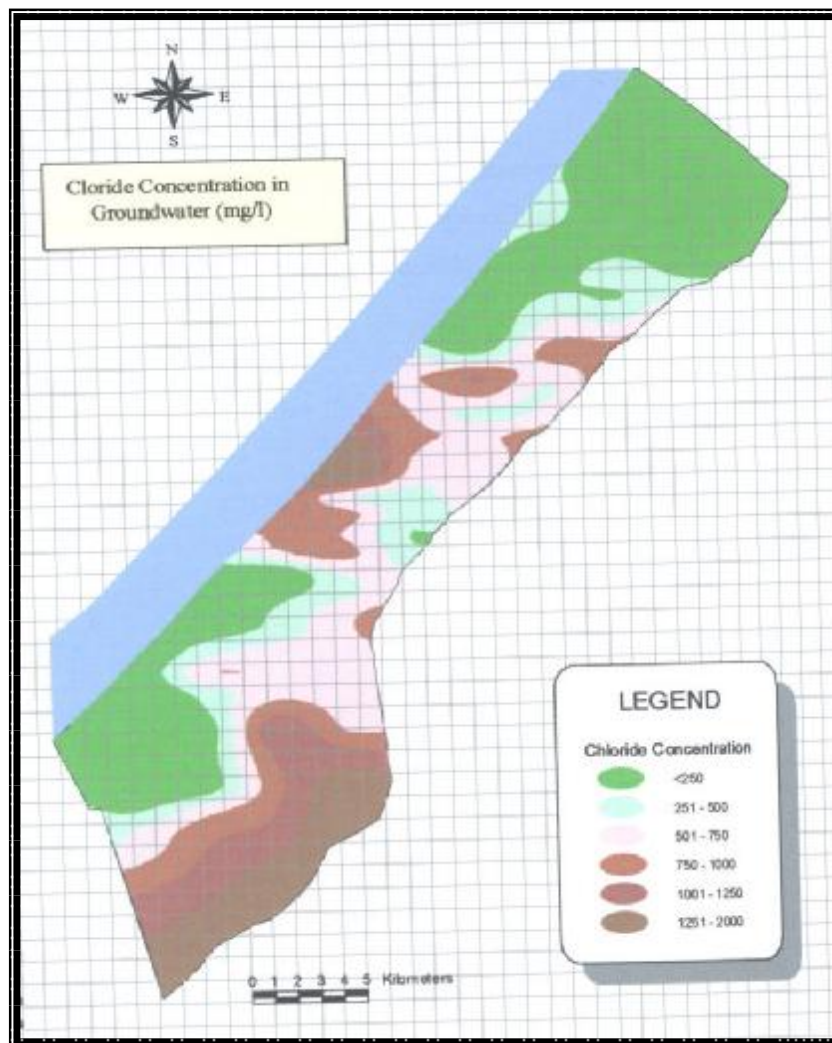 N
W E
S
Cloride Concentration in
Groundwater (mg/l)
LEGEND
Chloride Concentration
<250
251 - 500
501 - 750
750 - 1000
1001 - 1250
1251 - 2000
0 1 2 3 4 5 Kilometers